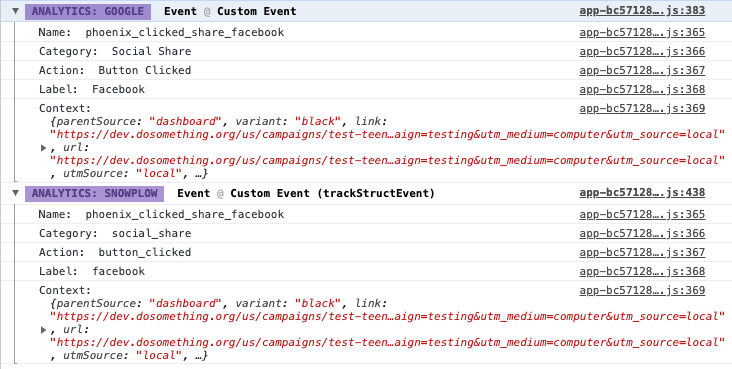 ▼ ANALYTICS: GOOGLE Event @ Custom Event app-bc57128….js:383
Name: phoenix_clicked_share_facebook app-bc57128….js:365
Category: Social Share app-bc57128….js:366
Action: Button Clicked app-bc57128….js:367
Label: Facebook app-bc57128….js:368
Context: app-bc57128….js:369
{parentSource: "dashboard", variant: "black", link:
"https://dev.dosomething.org/us/campaigns/test-teen…aign=testing&utm_medium=computer&utm_source=local"
▶ , url:
"https://dev.dosomething.org/us/campaigns/test-teen…aign=testing&utm_medium=computer&utm_source=local"
, utmSource: "local", …}
▼ ANALYTICS: SNOWPLOW Event @ Custom Event (trackStructEvent) app-bc57128….js:438
Name: phoenix_clicked_share_facebook app-bc57128….js:365
Category: social_share app-bc57128….js:366
Action: button_clicked app-bc57128….js:367
Label: facebook app-bc57128….js:368
Context: app-bc57128….js:369
{parentSource: "dashboard", variant: "black", link:
"https://dev.dosomething.org/us/campaigns/test-teen…aign=testing&utm_medium=computer&utm_source=local"
▶ , url:
"https://dev.dosomething.org/us/campaigns/test-teen…aign=testing&utm_medium=computer&utm_source=local"
, utmSource: "local", …}